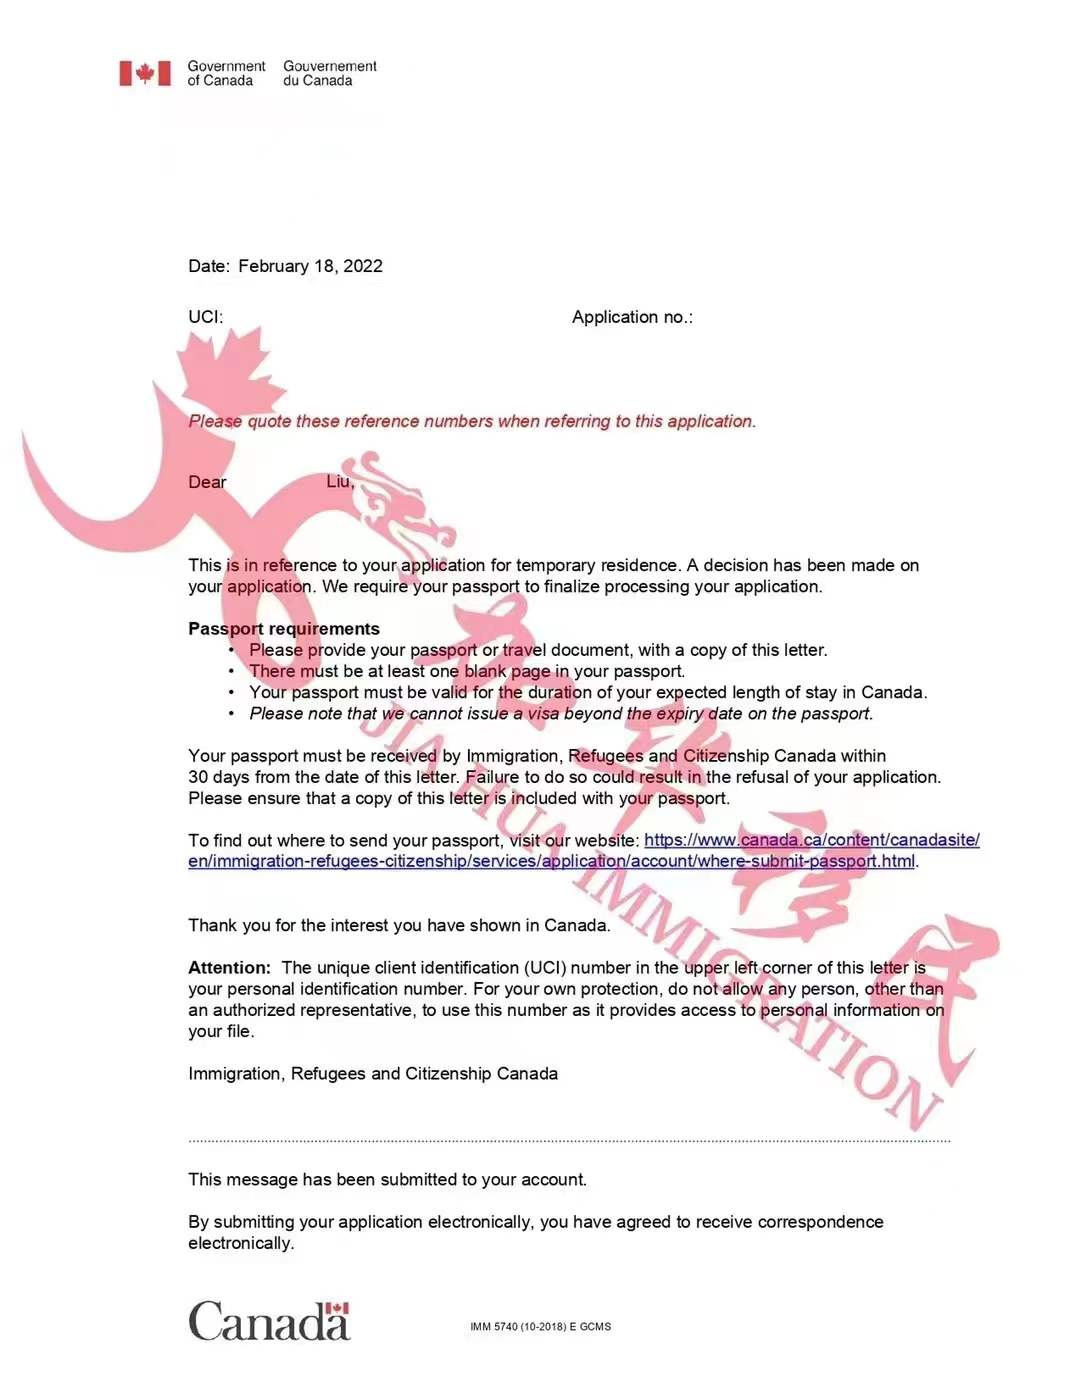 Government Gouvernement
of Canada du Canada
Date: February 18, 2022
UCI: Application no.:
Please quote these reference numbers when referring to this application.
Dear Liu,
This is in reference to your application for temporary residence. A decision has been made on
your application. We require your passport to finalize processing your application.
Passport requirements
• Please provide your passport or travel document, with a copy of this letter.
• There must be at least one blank page in your passport.
• Your passport must be valid for the duration of your expected length of stay in Canada.
• Please note that we cannot issue a visa beyond the expiry date on the passport.
Your passport must be received by Immigration, Refugees and Citizenship Canada within
30 days from the date of this letter. Failure to do so could result in the refusal of your application.
Please ensure that a copy of this letter is included with your passport.
To find out where to send your passport, visit our website: https://www.canada.ca/content/canadasite/
en/immigration-refugees-citizenship/services/application/account/where-submit-passport.html.
Thank you for the interest you have shown in Canada.
Attention: The unique client identification (UCI) number in the upper left corner of this letter is
your personal identification number. For your own protection, do not allow any person, other than
an authorized representative, to use this number as it provides access to personal information on
your file.
Immigration, Refugees and Citizenship Canada
This message has been submitted to your account.
By submitting your application electronically, you have agreed to receive correspondence
electronically.
Canada
IMM 5740 (10-2018) E GCMS
加华移民
JIA HUA IMMIGRATION